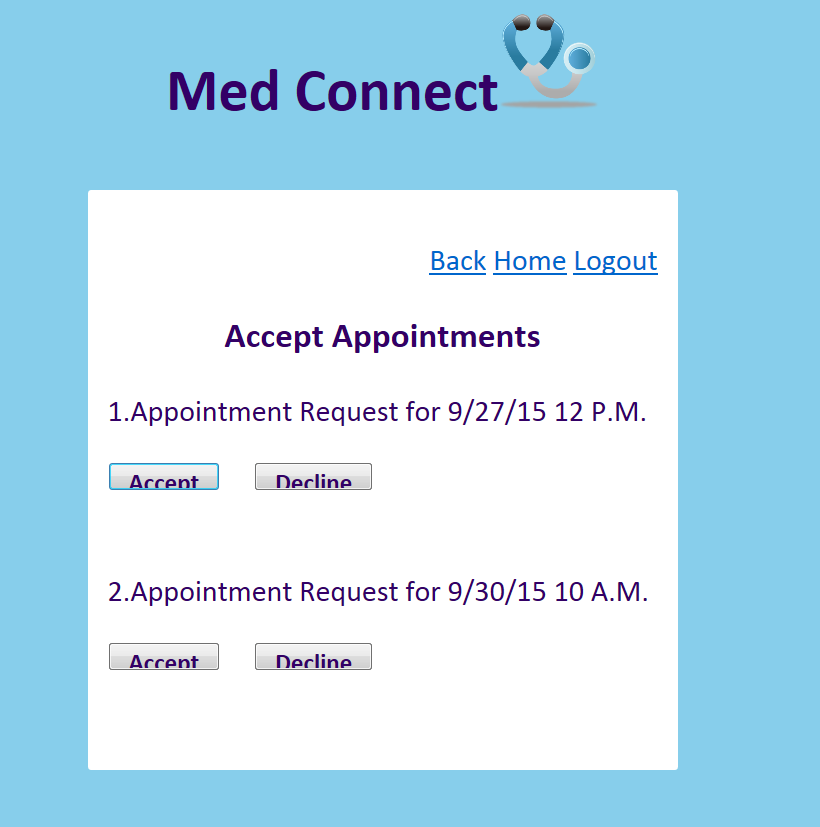 Med Connect
Back Home Logout
Accept Appointments
1.Appointment Request for 9/27/15 12 P.M.
Accept Decline
2.Appointment Request for 9/30/15 10 A.M.
Accept Decline